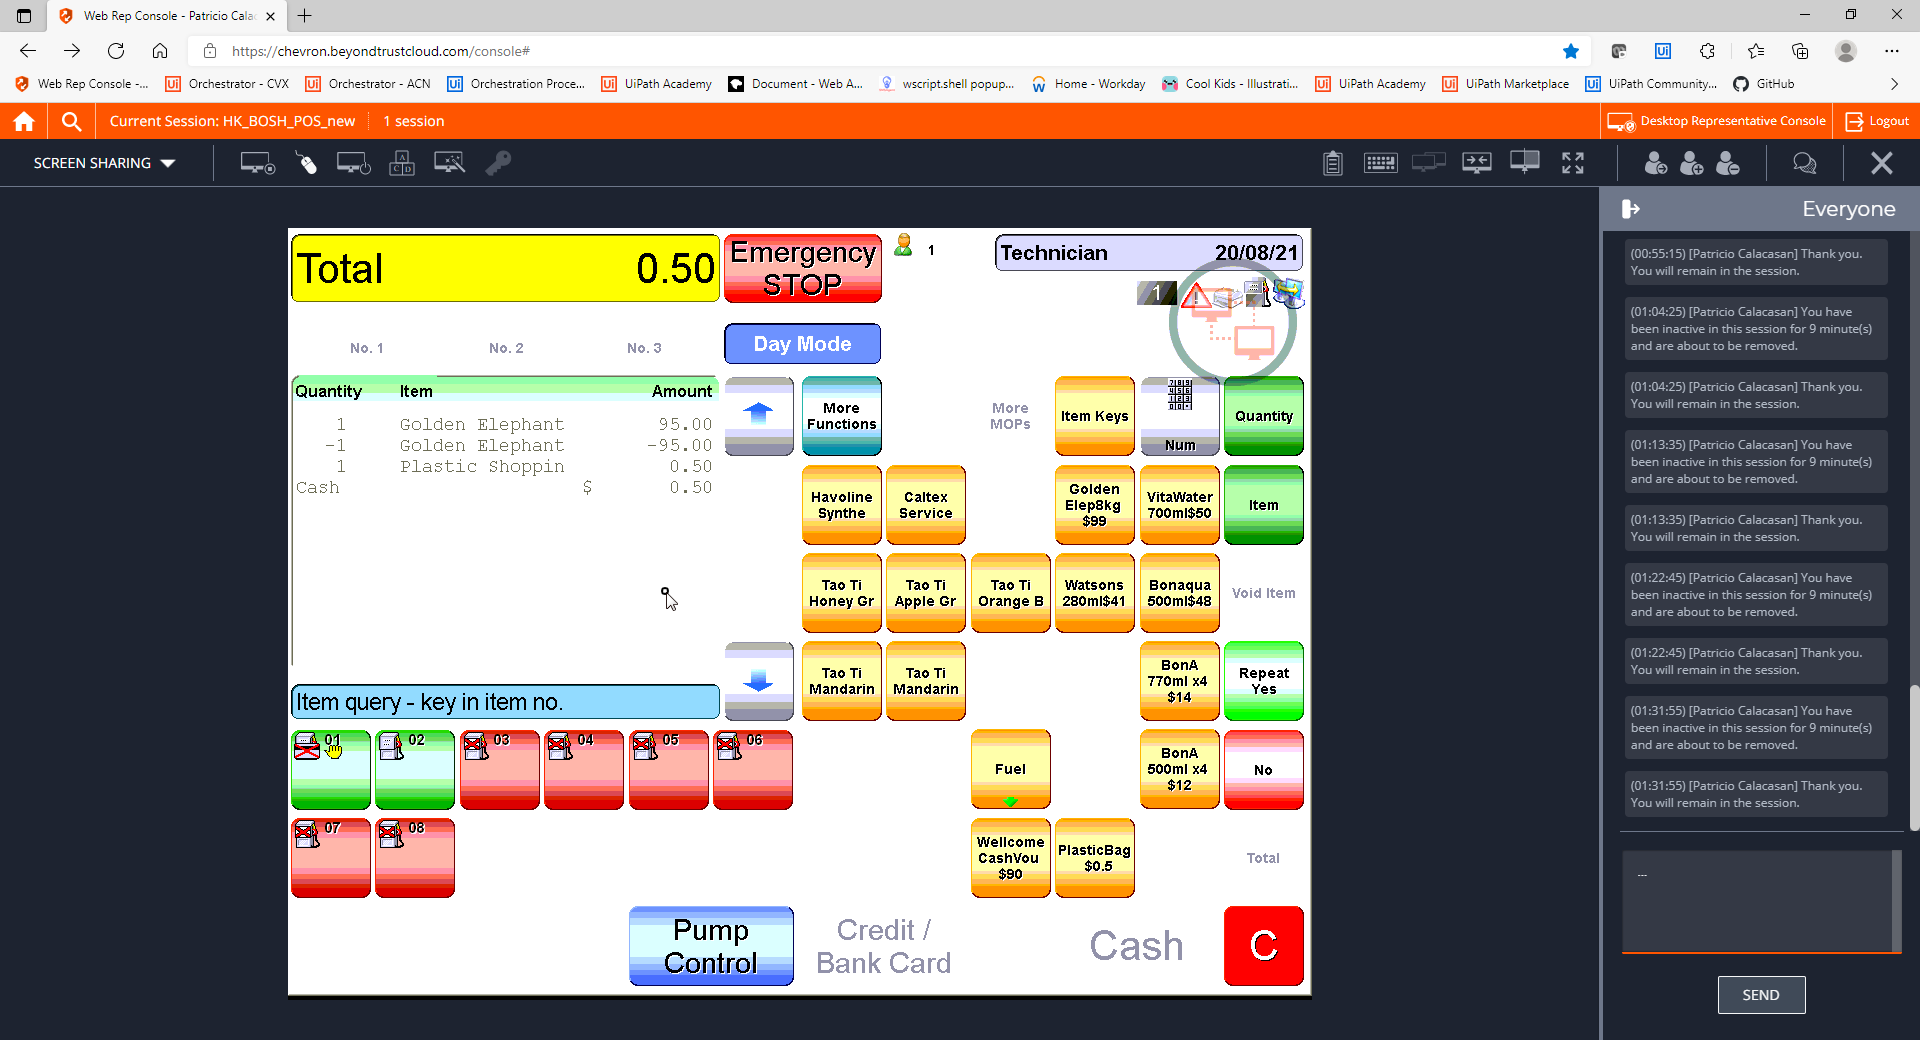 Web Rep Console - Patricio Cala
https://chevron.beyondtrustcloud.com/console#
Web Rep Console -...
Orchestrator - CVX
Orchestrator - ACN
Orchestration Proce...
UiPath Academy
Document - Web A...
wscript.shell popup...
Home - Workday
Cool Kids - Illustrati...
UiPath Academy
UiPath Marketplace
UiPath Community...
GitHub
Current Session: HK_BOSH_POS_new
1 session
Desktop Representative Console
Logout
SCREEN SHARING
Everyone
Total 0.50
Emergency
STOP
1
Technician 20/08/21
1
No. 1 No. 2 No. 3
Day Mode
Quantity Item Amount
1 Golden Elephant 95.00
-1 Golden Elephant -95.00
1 Plastic Shoppin 0.50
Cash $ 0.50
Item query - key in item no.
More
Functions
More
MOPs
Item Keys
Num
Quantity
Havoline
Synthe
Caltex
Service
Golden
Elep8kg
$99
VitaWater
700ml$50
Item
Tao Ti
Honey Gr
Tao Ti
Apple Gr
Tao Ti
Orange B
Watsons
280ml$41
Bonaqua
500ml$48
Void Item
Tao Ti
Mandarin
Tao Ti
Mandarin
BonA
770ml x4
$14
Repeat
Yes
01 02 03 04 05 06
Fuel
BonA
500ml x4
$12
No
07 08
Wellcome
CashVou
$90
PlasticBag
$0.5
Total
Pump
Control
Credit /
Bank Card
Cash
C
(00:55:15) [Patricio Calacasan] Thank you.
You will remain in the session.
(01:04:25) [Patricio Calacasan] You have
been inactive in this session for 9 minute(s)
and are about to be removed.
(01:04:25) [Patricio Calacasan] Thank you.
You will remain in the session.
(01:13:35) [Patricio Calacasan] You have
been inactive in this session for 9 minute(s)
and are about to be removed.
(01:13:35) [Patricio Calacasan] Thank you.
You will remain in the session.
(01:22:45) [Patricio Calacasan] You have
been inactive in this session for 9 minute(s)
and are about to be removed.
(01:22:45) [Patricio Calacasan] Thank you.
You will remain in the session.
(01:31:55) [Patricio Calacasan] You have
been inactive in this session for 9 minute(s)
and are about to be removed.
(01:31:55) [Patricio Calacasan] Thank you.
You will remain in the session.
...
SEND